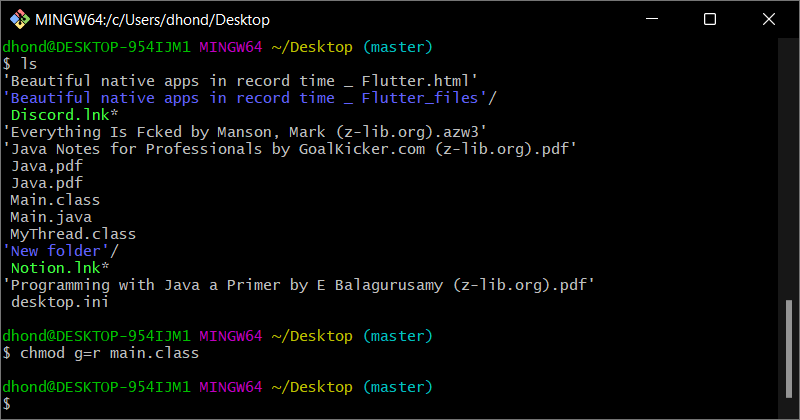 MINGW64:/c/Users/dhond/Desktop
dhond@DESKTOP-954IJM1 MINGW64 ~/Desktop (master)
$ ls
'Beautiful native apps in record time _ Flutter.html'
'Beautiful native apps in record time _ Flutter_files'/
Discord.lnk*
'Everything Is Fcked by Manson, Mark (z-lib.org).azw3'
'Java Notes for Professionals by GoalKicker.com (z-lib.org).pdf'
Java,pdf
Java.pdf
Main.class
Main.java
MyThread.class
'New folder'/
Notion.lnk*
'Programming with Java a Primer by E Balagurusamy (z-lib.org).pdf'
desktop.ini
dhond@DESKTOP-954IJM1 MINGW64 ~/Desktop (master)
$ chmod g=r main.class
dhond@DESKTOP-954IJM1 MINGW64 ~/Desktop (master)
$